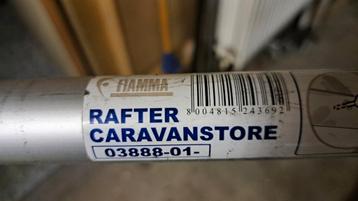 FIAMMA
8004815243692
RAFTER
CARAVANSTORE
03888-01-